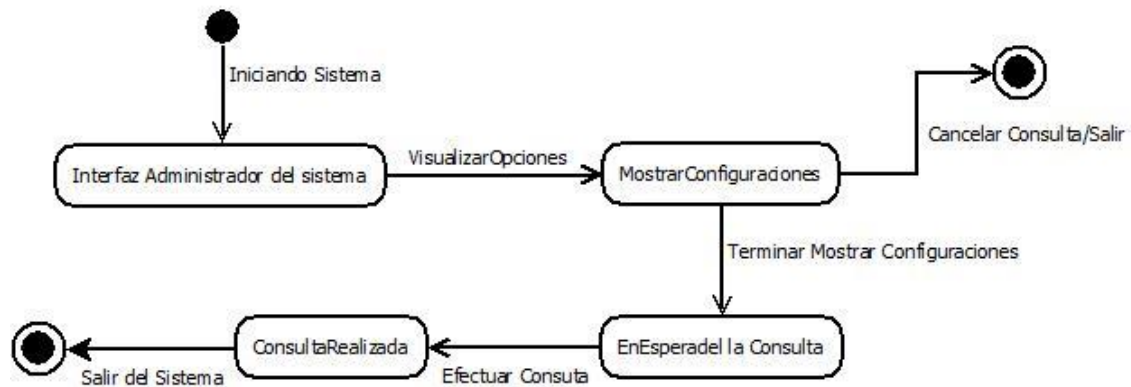 Iniciando Sistema
Interfaz Administrador del sistema
VisualizarOpciones
MostrarConfiguraciones
Cancelar Consulta/Salir
Terminar Mostrar Configuraciones
EnEsperadel la Consulta
Efectuar Consuta
ConsultaRealizada
Salir del Sistema